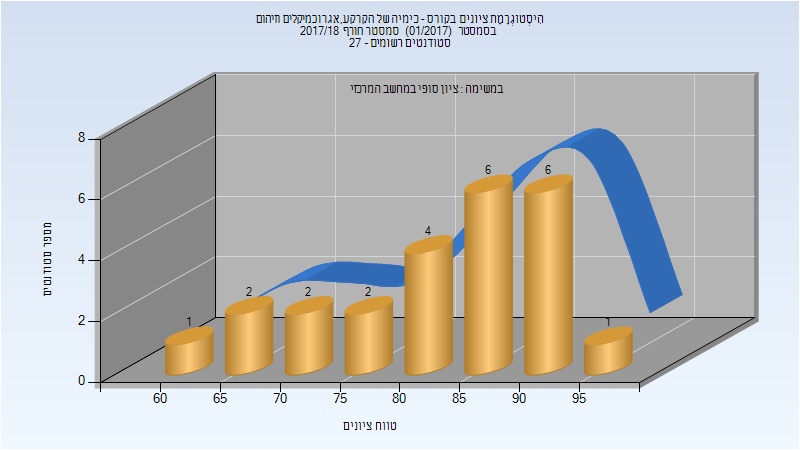 היסטוגרמת ציונים בקורס - כימיה של הקרקע,אגרוכמיקלים וזיהום
בסמסטר (01/2017) סמסטר חורף 2017/18
סטודנטים רשומים - 27
במשימה : ציון סופי במחשב המרכזי
8
6
4
2
0
מספר סטודנטים
1
2
2
2
4
6
6
1
60 65 70 75 80 85 90 95
טווח ציונים